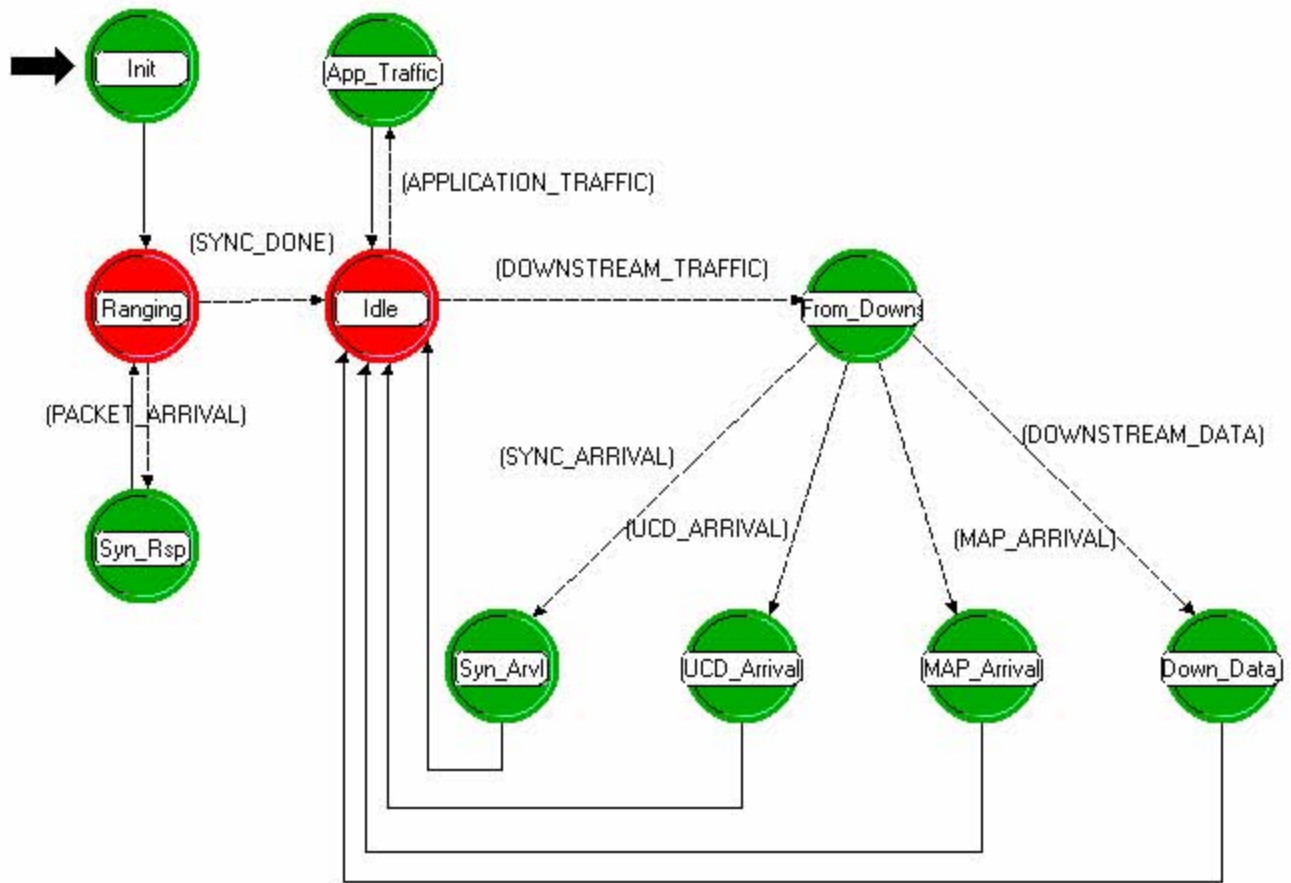 Init
App_Traffic
(APPLICATION_TRAFFIC)
(SYNC_DONE)
(DOWNSTREAM_TRAFFIC)
Ranging
Idle
From_Downs
(PACKET_ARRIVAL)
(DOWNSTREAM_DATA)
(SYNC_ARRIVAL)
(UCD_ARRIVAL)
(MAP_ARRIVAL)
Syn_Rsp
Syn_Arvl
UCD_Arrival
MAP_Arrival
Down_Data